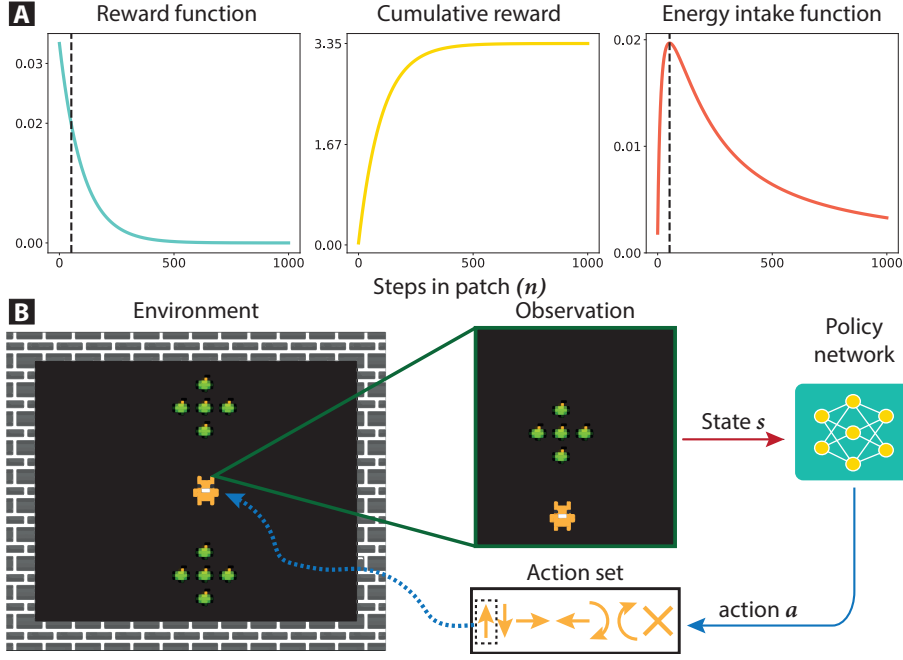 A
Reward function
Cumulative reward
Energy intake function
0.03
0.02
0.00
0
500
1000
3.35
1.67
0.00
0
500
1000
0.02
0.01
0.00
0
500
1000
Steps in patch (n)
B
Environment
Observation
Policy
network
State s
Action set
action a